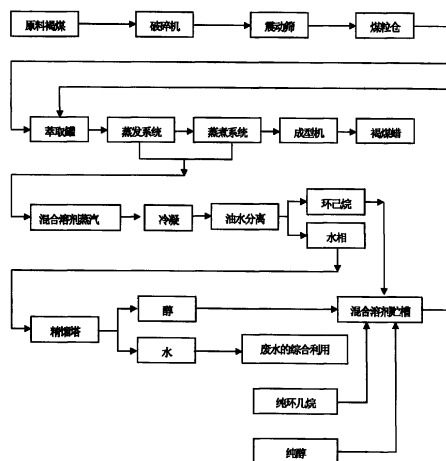 原料褐煤
破碎机
震动筛
煤粒仓
萃取罐
蒸发系统
蒸煮系统
成型机
褐煤蜡
混合溶剂蒸汽
冷凝
油水分离
环己烷
水相
精馏塔
醇
混合溶剂贮槽
水
废水的综合利用
纯环几烷
纯醇